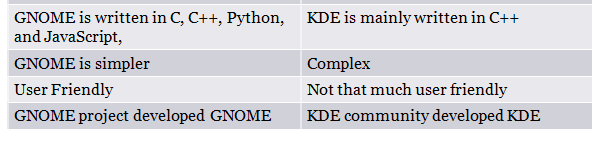 GNOME is written in C, C++, Python, KDE is mainly written in C++
and JavaScript,
GNOME is simpler Complex
User Friendly Not that much user friendly
GNOME project developed GNOME KDE community developed KDE